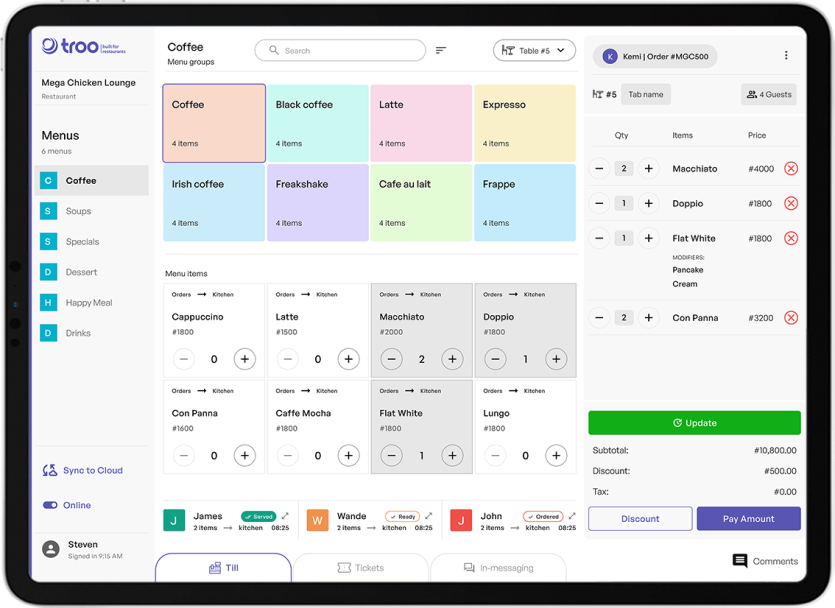 troo built for restaurants
Mega Chicken Lounge
Restaurant
Menus
6 menus
C Coffee
S Soups
S Specials
D Dessert
H Happy Meal
D Drinks
Sync to Cloud
Online
Steven
Signed in 9:15 AM
Coffee
Menu groups
Search
Table #5
Coffee
4 items
Black coffee
4 items
Latte
4 items
Expresso
4 items
Irish coffee
4 items
Freakshake
4 items
Cafe au lait
4 items
Frappe
4 items
Menu items
Orders → Kitchen
Cappuccino
#1800
− 0 +
Orders → Kitchen
Latte
#1500
− 0 +
Orders → Kitchen
Macchiato
#2000
− 2 +
Orders → Kitchen
Doppio
#1800
− 1 +
Orders → Kitchen
Con Panna
#1600
− 0 +
Orders → Kitchen
Caffe Mocha
#1800
− 0 +
Orders → Kitchen
Flat White
#1800
− 1 +
Orders → Kitchen
Lungo
#1800
− 0 +
J James Served
2 items → kitchen 08:25
W Wande Ready
2 items → kitchen 08:25
J John Ordered
2 items → kitchen 08:25
Till
Tickets
In-messaging
K Kemi | Order #MGC500
#5 Tab name 4 Guests
Qty Items Price
− 2 + Macchiato #4000
− 1 + Doppio #1800
− 1 + Flat White #1800
MODIFIERS:
Pancake
Cream
− 2 + Con Panna #3200
Update
Subtotal: #10,800.00
Discount: #500.00
Tax: #0.00
Discount Pay Amount
Comments